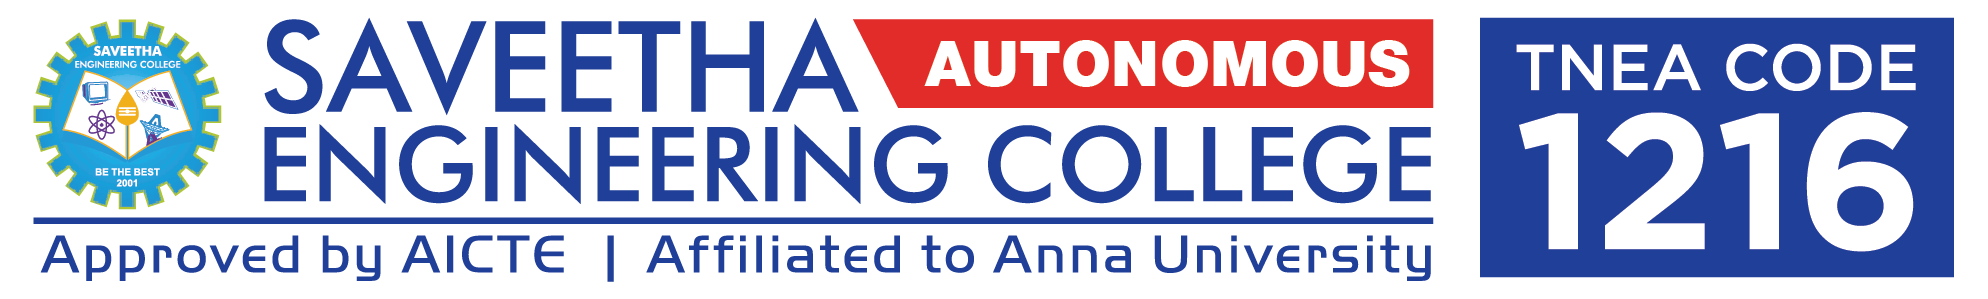 SAVEETHA
ENGINEERING COLLEGE
BE THE BEST
2001
SAVEETHA AUTONOMOUS
ENGINEERING COLLEGE
Approved by AICTE | Affiliated to Anna University
TNEA CODE
1216